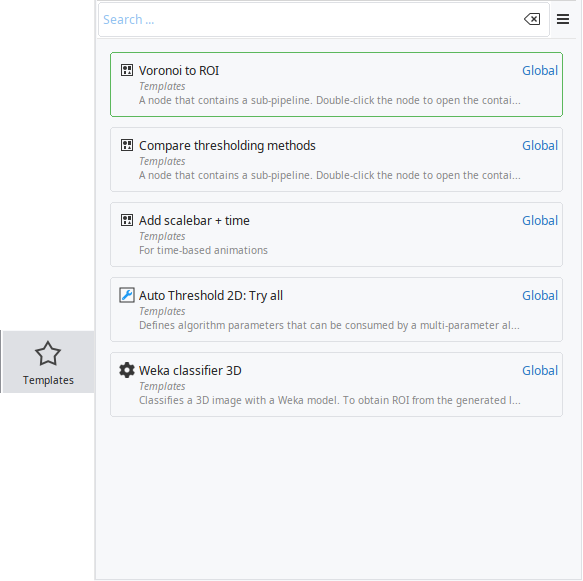 Search ...
Voronoi to ROI
Global
Templates
A node that contains a sub-pipeline. Double-click the node to open the contai...
Compare thresholding methods
Global
Templates
A node that contains a sub-pipeline. Double-click the node to open the contai...
Add scalebar + time
Global
Templates
For time-based animations
Auto Threshold 2D: Try all
Global
Templates
Defines algorithm parameters that can be consumed by a multi-parameter al...
Weka classifier 3D
Global
Templates
Classifies a 3D image with a Weka model. To obtain ROI from the generated l...
Templates